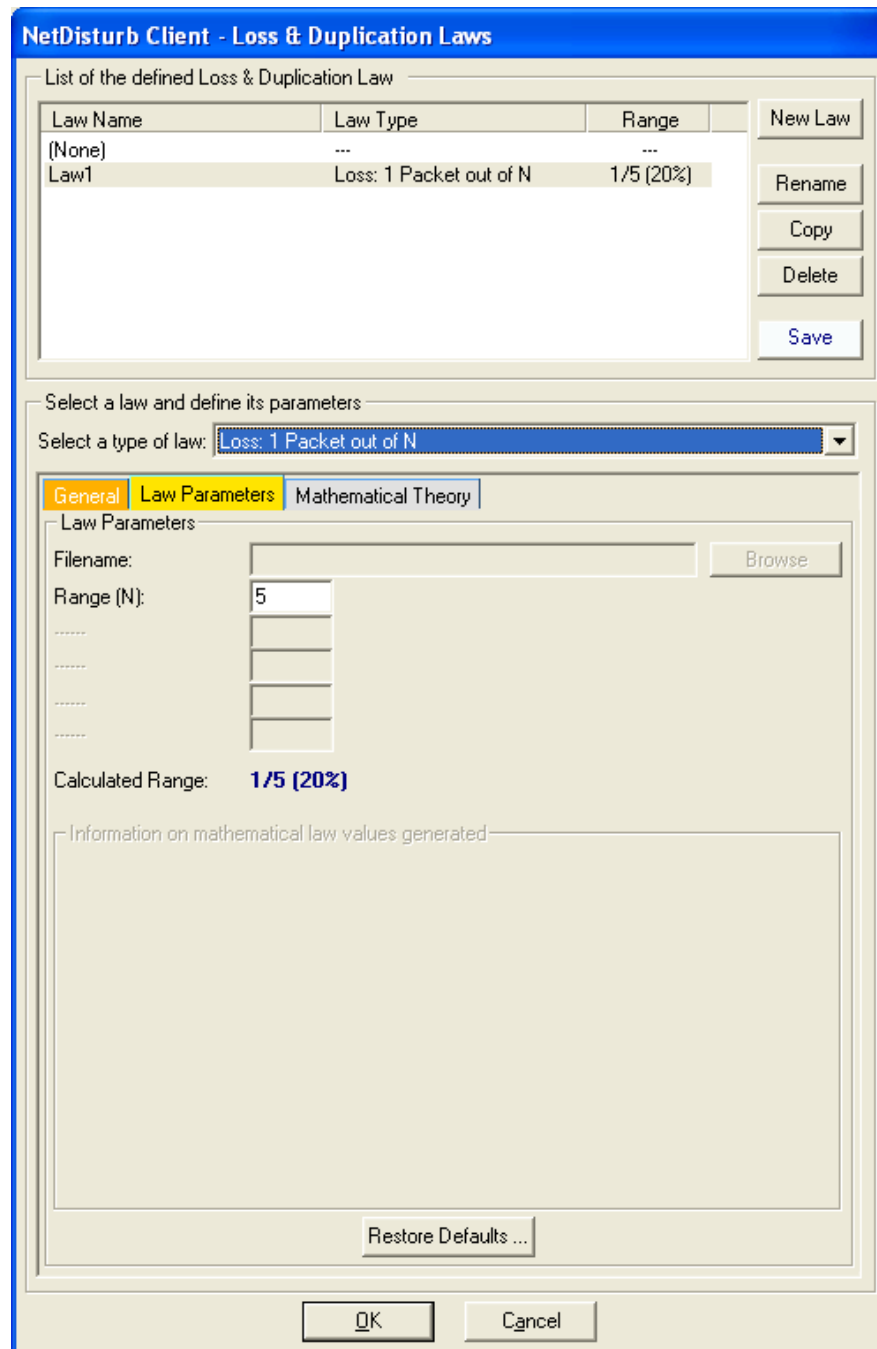 NetDisturb Client - Loss & Duplication Laws
List of the defined Loss & Duplication Law
Law Name Law Type Range
(None) --- ---
Law1 Loss: 1 Packet out of N 1/5 (20%)
New Law
Rename
Copy
Delete
Save
Select a law and define its parameters
Select a type of law: Loss: 1 Packet out of N
General Law Parameters Mathematical Theory
Law Parameters
Filename: Browse
Range (N): 5
------
------
------
------
Calculated Range: 1/5 (20%)
Information on mathematical law values generated
Restore Defaults ...
OK Cancel